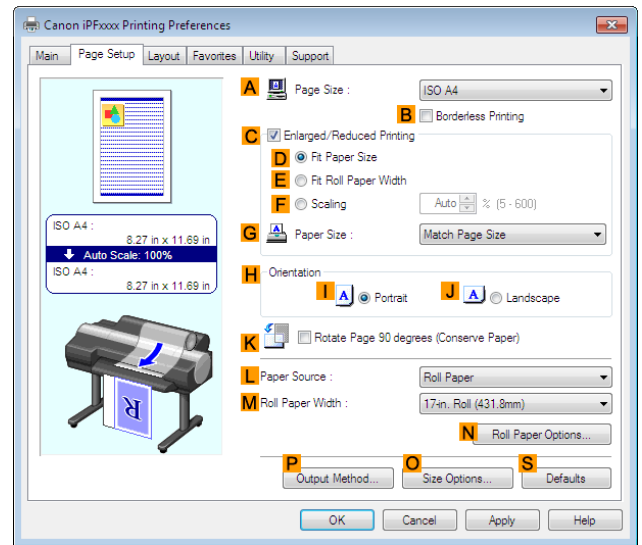 Canon iPFxxxx Printing Preferences
Main Page Setup Layout Favorites Utility Support
A Page Size : ISO A4
B Borderless Printing
C Enlarged/Reduced Printing
D Fit Paper Size
E Fit Roll Paper Width
F Scaling Auto % (5 - 600)
ISO A4 :
8.27 in x 11.69 in
Auto Scale: 100%
ISO A4 :
8.27 in x 11.69 in
G Paper Size : Match Page Size
H Orientation
I A Portrait J A Landscape
K Rotate Page 90 degrees (Conserve Paper)
R
L Paper Source : Roll Paper
M Roll Paper Width : 17-in. Roll (431.8mm)
N Roll Paper Options...
P Output Method... O Size Options... S Defaults
OK Cancel Apply Help